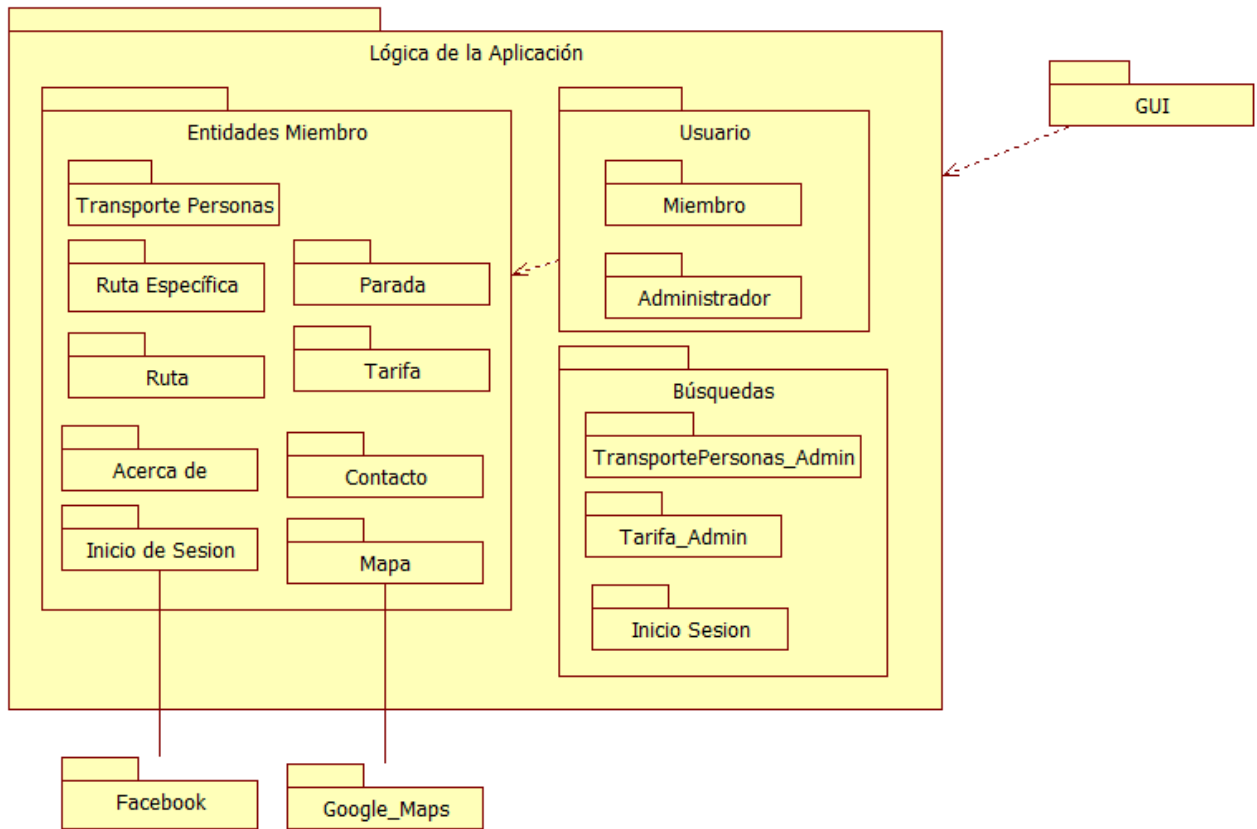 Lógica de la Aplicación
GUI
Entidades Miembro
Transporte Personas
Ruta Específica
Parada
Ruta
Tarifa
Acerca de
Contacto
Inicio de Sesion
Mapa
Usuario
Miembro
Administrador
Búsquedas
TransportePersonas_Admin
Tarifa_Admin
Inicio Sesion
Facebook
Google_Maps